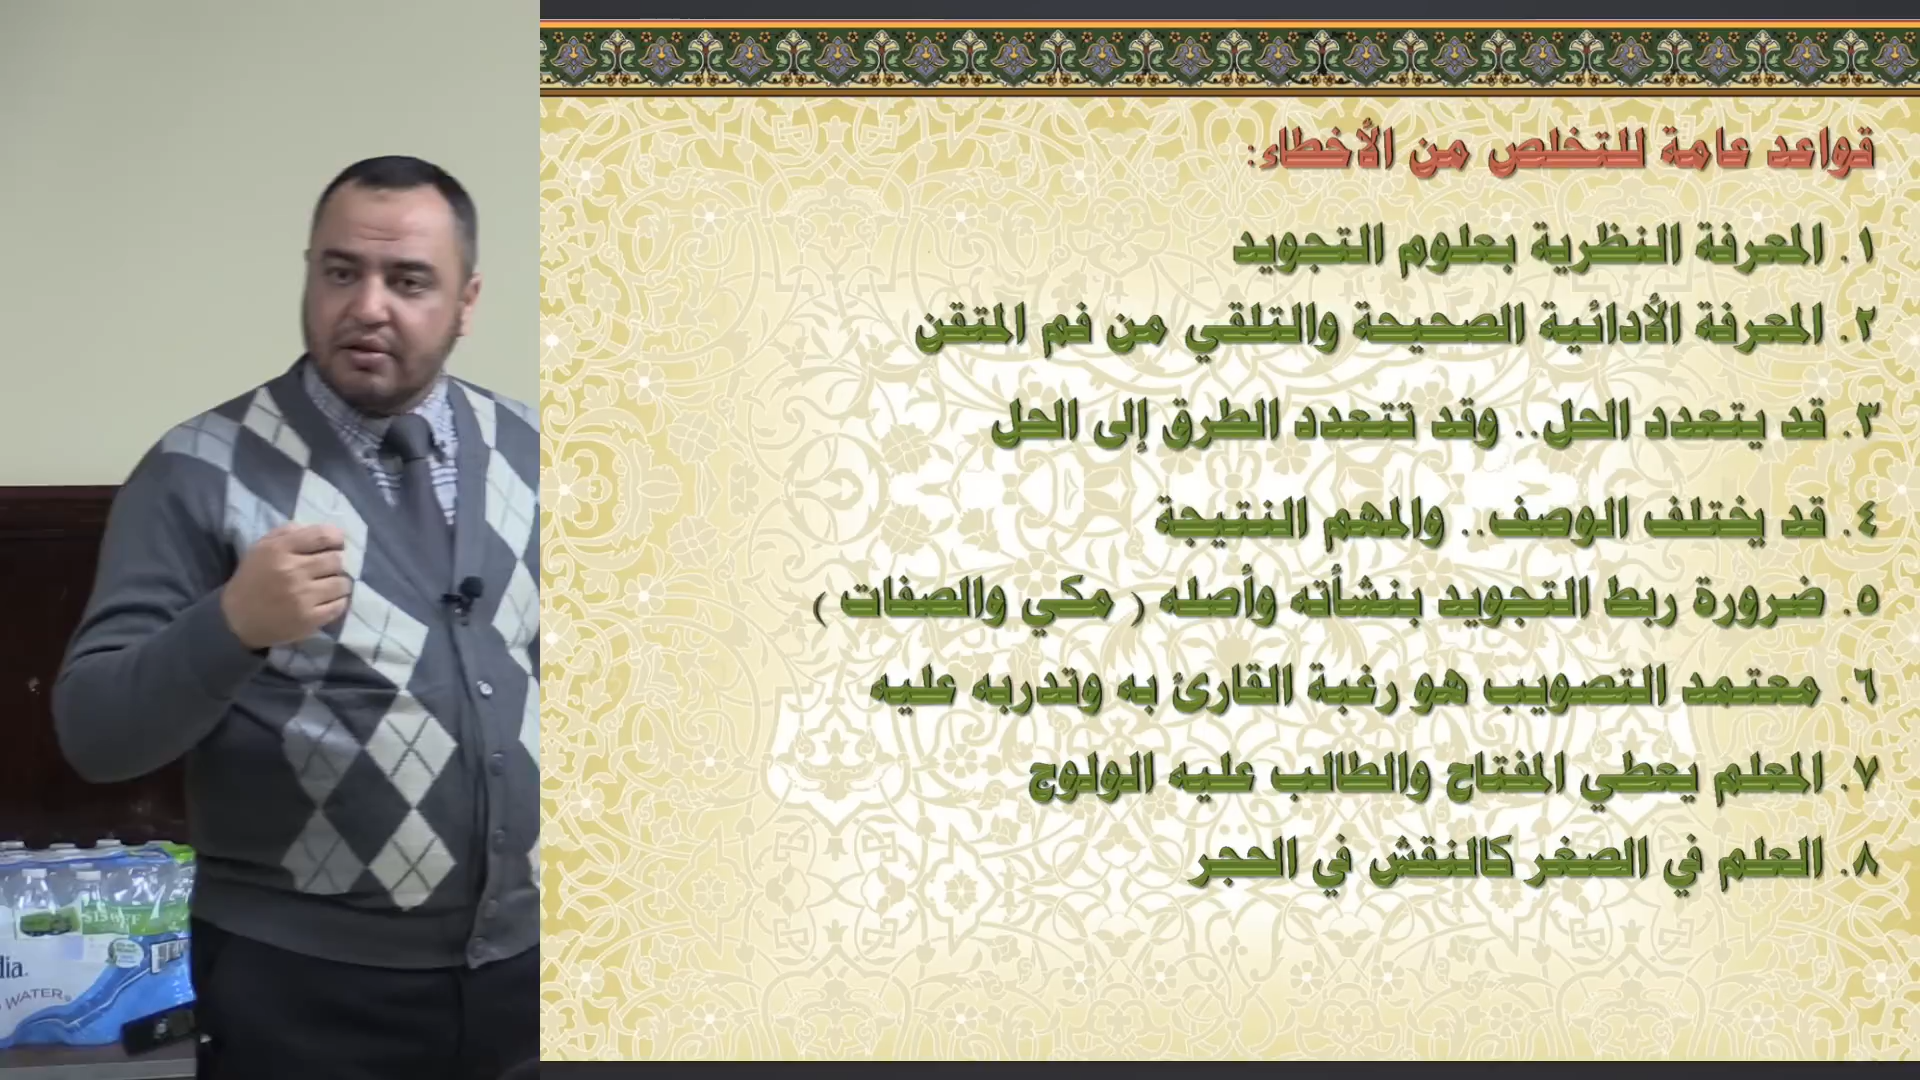 قواعد عامة للتخلص من الأخطاء:
١. المعرفة النظرية بعلوم التجويد
٢. المعرفة الأدائية الصحيحة والتلقي من فم المتقن
٣. قد يتعدد الحل.. وقد تتعدد الطرق إلى الحل
٤. قد يختلف الوصف.. والمهم النتيجة
٥. ضرورة ربط التجويد بنشأته وأصله ( مكي والصفات )
٦. معتمد التصويب هو رغبة القارئ به وتدربه عليه
٧. المعلم يعطي المفتاح والطالب عليه الولوج
٨. العلم في الصغر كالنقش في الحجر
WATER